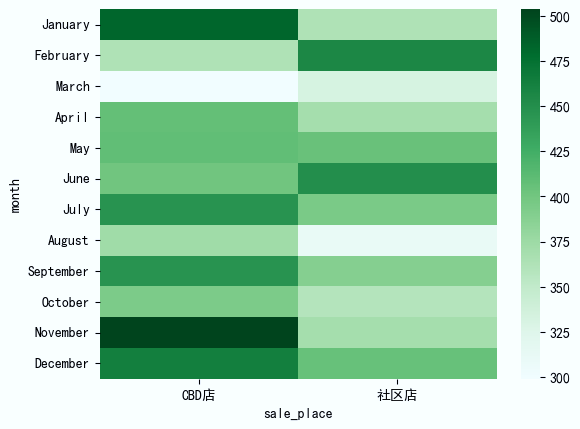 January
February
March
April
May
June
July
August
September
October
November
December
month
CBD店
社区店
sale_place
500
475
450
425
400
375
350
325
300